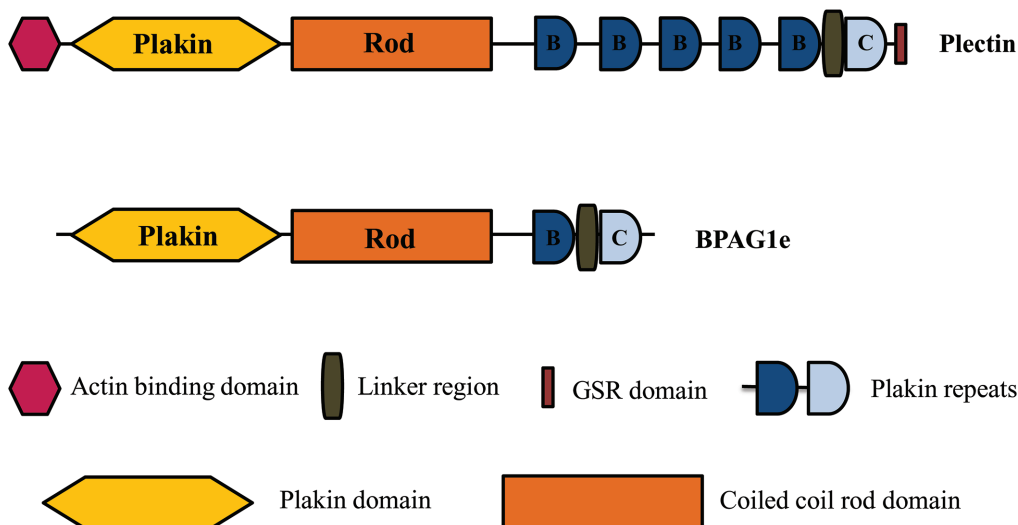 Plakin Rod B B B B B C Plectin
Plakin Rod B C BPAG1e
Actin binding domain Linker region GSR domain Plakin repeats
Plakin domain Coiled coil rod domain